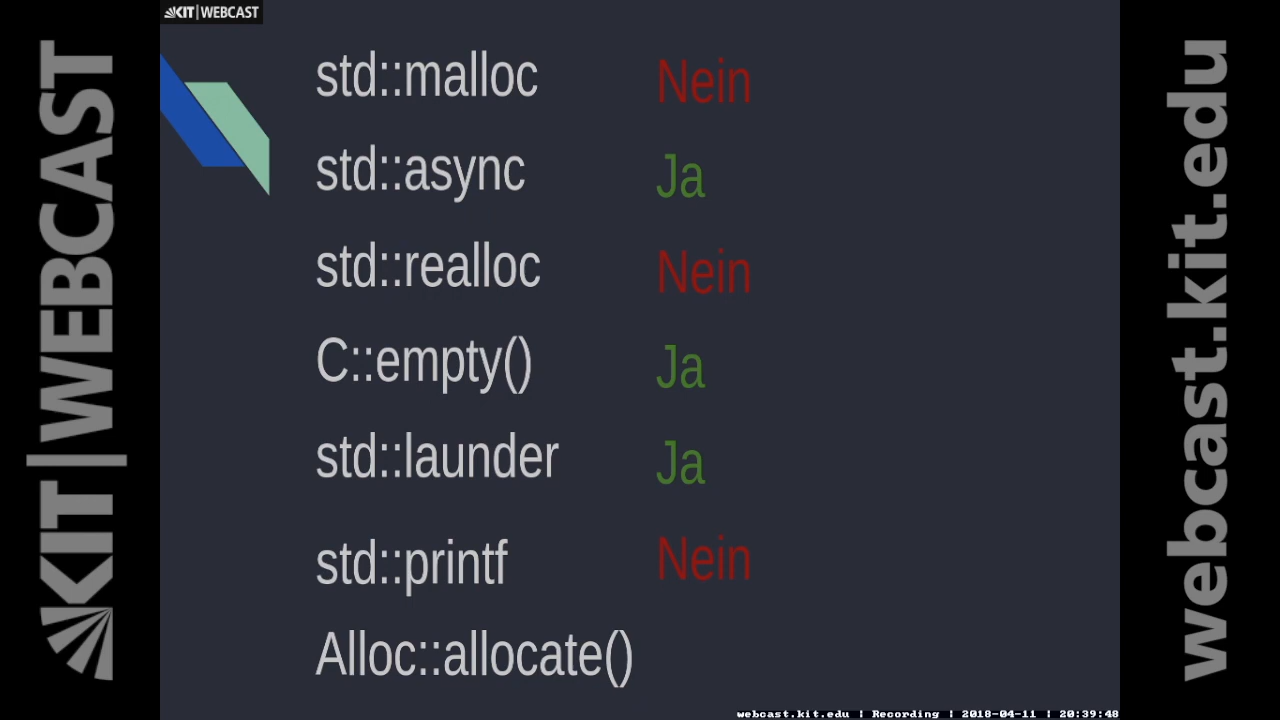 KIT|WEBCAST
KIT|WEBCAST
std::malloc Nein
std::async Ja
std::realloc Nein
C::empty() Ja
std::launder Ja
std::printf Nein
Alloc::allocate()
webcast.kit.edu
webcast.kit.edu | Recording | 2018-04-11 | 20:39:48